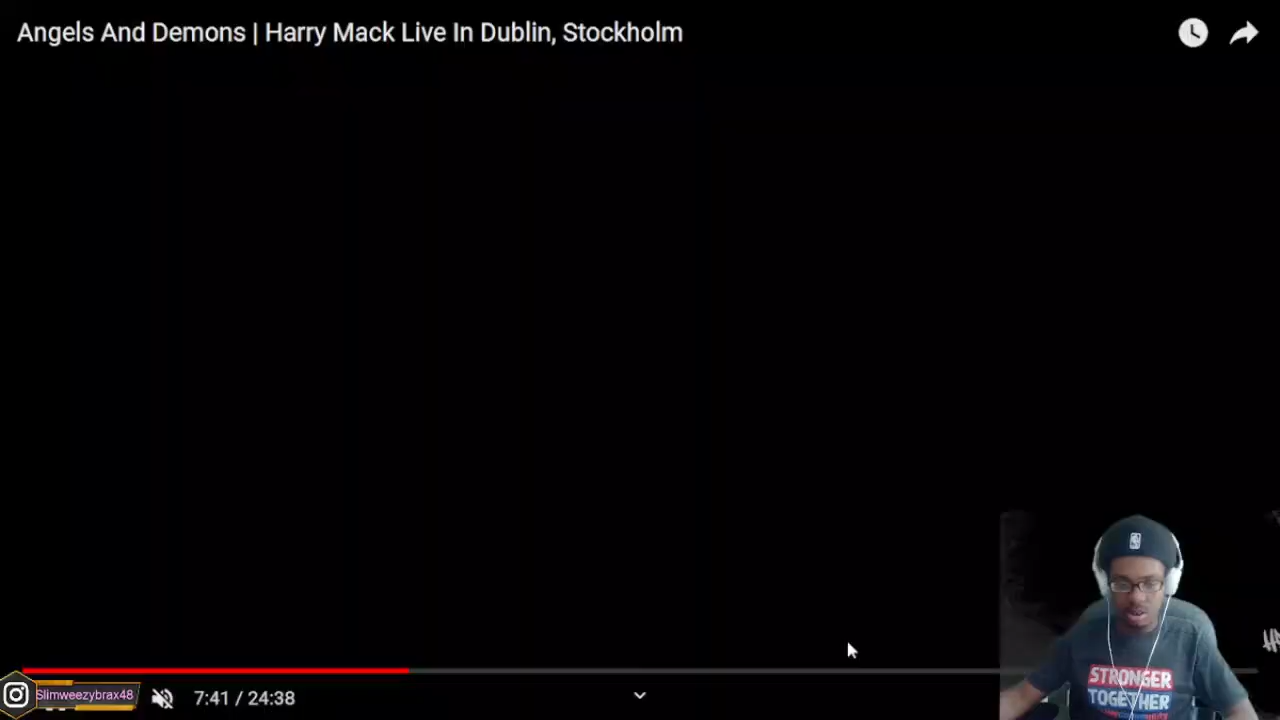 Angels And Demons | Harry Mack Live In Dublin, Stockholm
STRONGER
TOGETHER
Slimweezybrax48
7:41 / 24:38